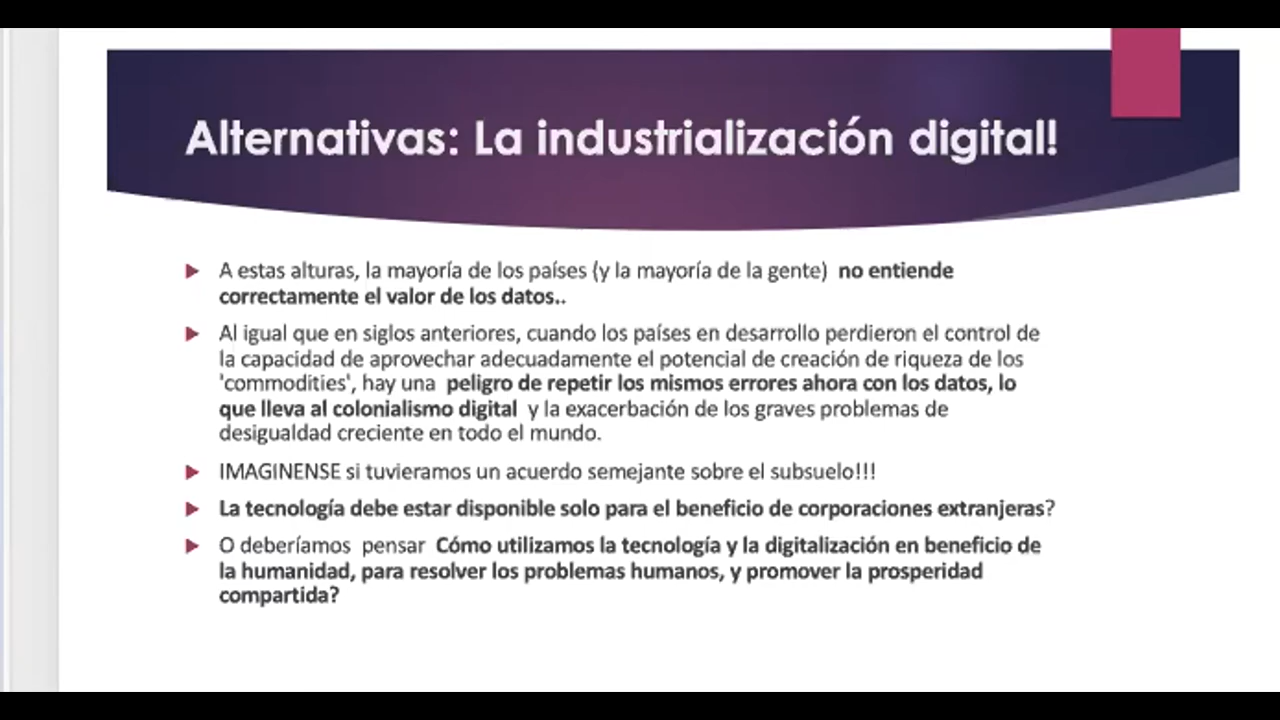 Alternativas: La industrialización digital!
A estas alturas, la mayoría de los países (y la mayoría de la gente) no entiende
correctamente el valor de los datos..
Al igual que en siglos anteriores, cuando los países en desarrollo perdieron el control de
la capacidad de aprovechar adecuadamente el potencial de creación de riqueza de los
'commodities', hay una peligro de repetir los mismos errores ahora con los datos, lo
que lleva al colonialismo digital y la exacerbación de los graves problemas de
desigualdad creciente en todo el mundo.
IMAGINENSE si tuvieramos un acuerdo semejante sobre el subsuelo!!!
La tecnología debe estar disponible solo para el beneficio de corporaciones extranjeras?
O deberíamos pensar Cómo utilizamos la tecnología y la digitalización en beneficio de
la humanidad, para resolver los problemas humanos, y promover la prosperidad
compartida?